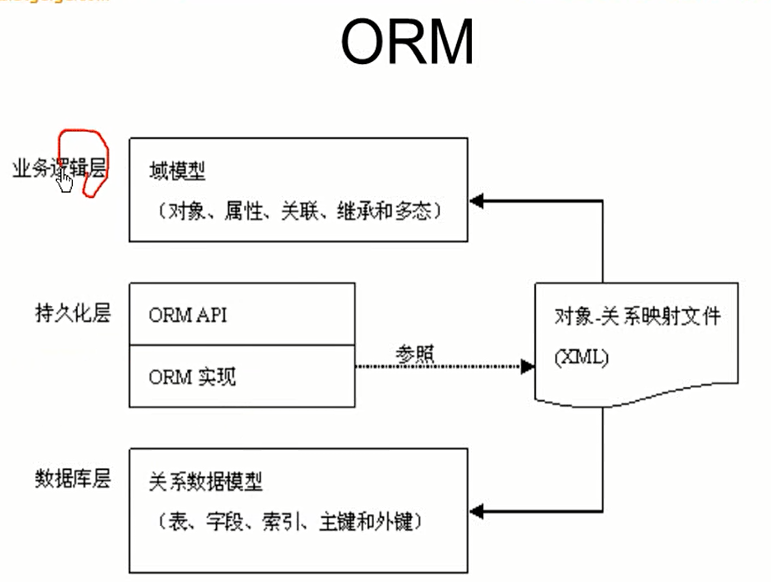 ORM
业务逻辑层
域模型
（对象、属性、关联、继承和多态）
持久化层
ORM API
ORM 实现
参照
对象-关系映射文件
(XML)
数据库层
关系数据模型
（表、字段、索引、主键和外键）